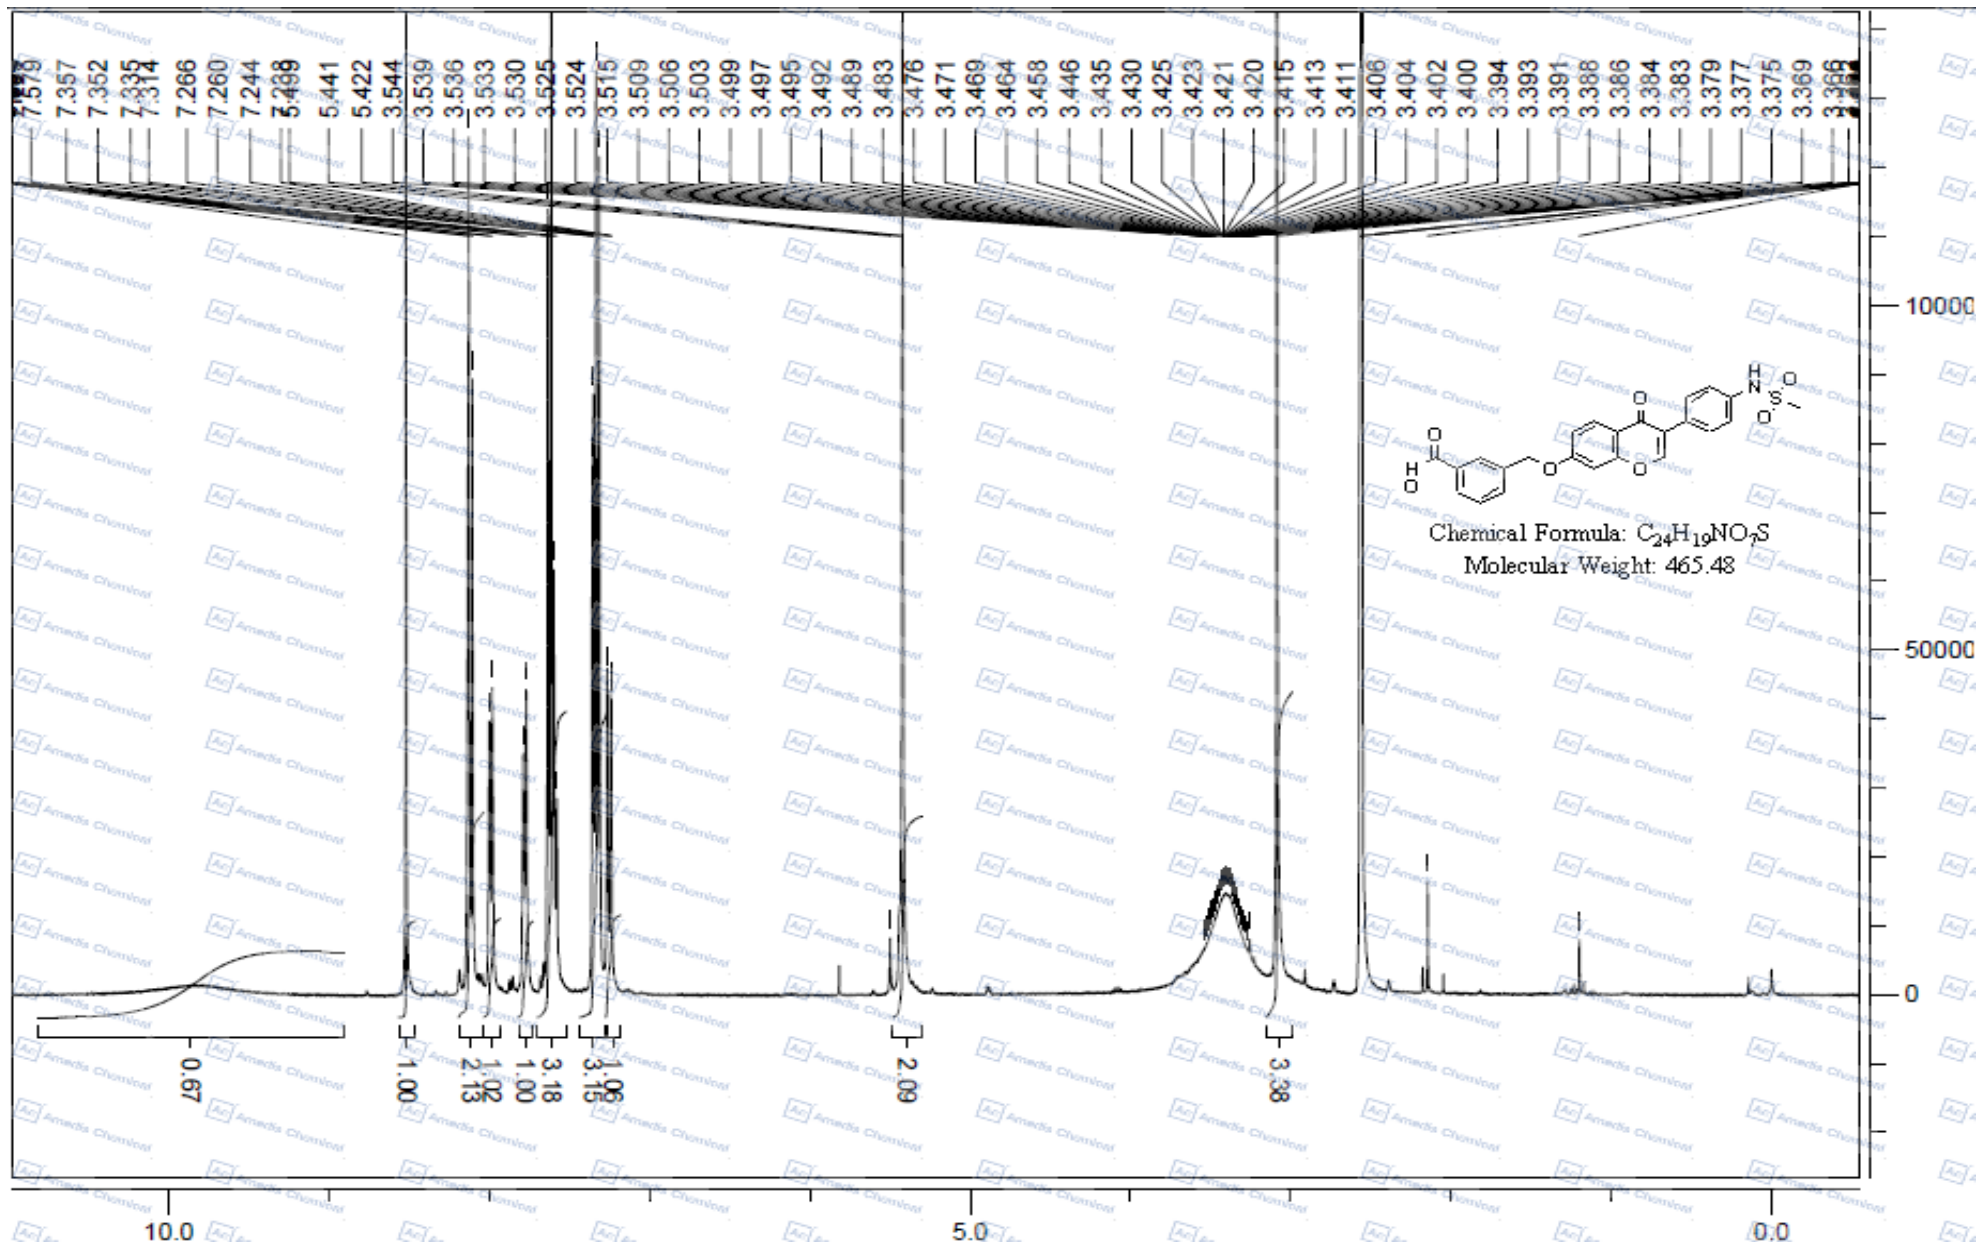 7.579 7.357 7.352 7.335 7.314 7.266 7.260 7.244 7.238 5.499 5.441 5.422 3.544 3.539 3.536 3.533 3.530 3.525 3.524 3.515 3.509 3.506 3.503 3.499 3.497 3.495 3.492 3.489 3.483 3.476 3.471 3.469 3.464 3.458 3.446 3.435 3.430 3.425 3.423 3.421 3.420 3.415 3.413 3.411 3.406 3.404 3.402 3.400 3.394 3.393 3.391 3.388 3.386 3.384 3.383 3.379 3.377 3.375 3.369 3.366
10000
H
N O
O S
O
O
O
H
O O
O
Chemical Formula: C24H19NO7S
Molecular Weight: 465.48
50000
0
0.97 1.00 2.13 1.02 1.00 3.18 3.15 1.06 2.09 3.38
10.0 5.0 0.0